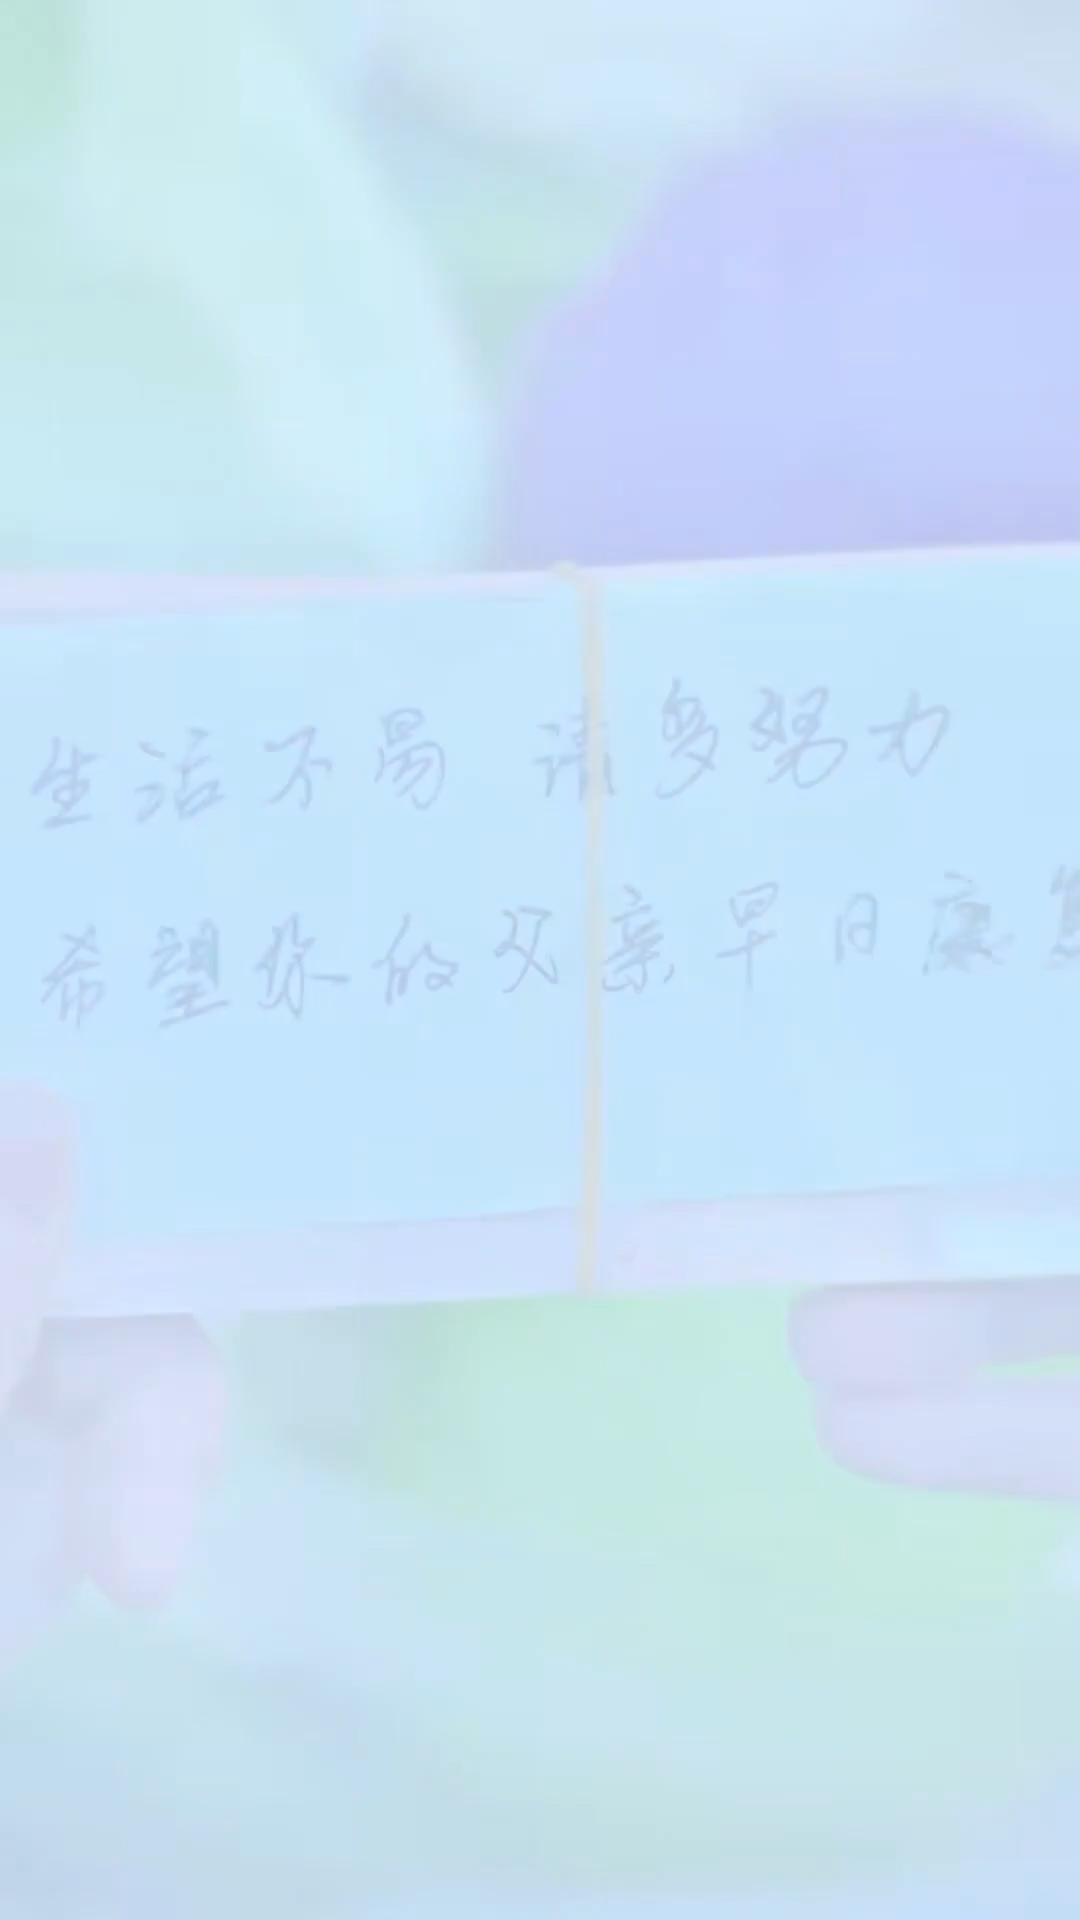 生活不易 请多努力
希望你的父亲早日康